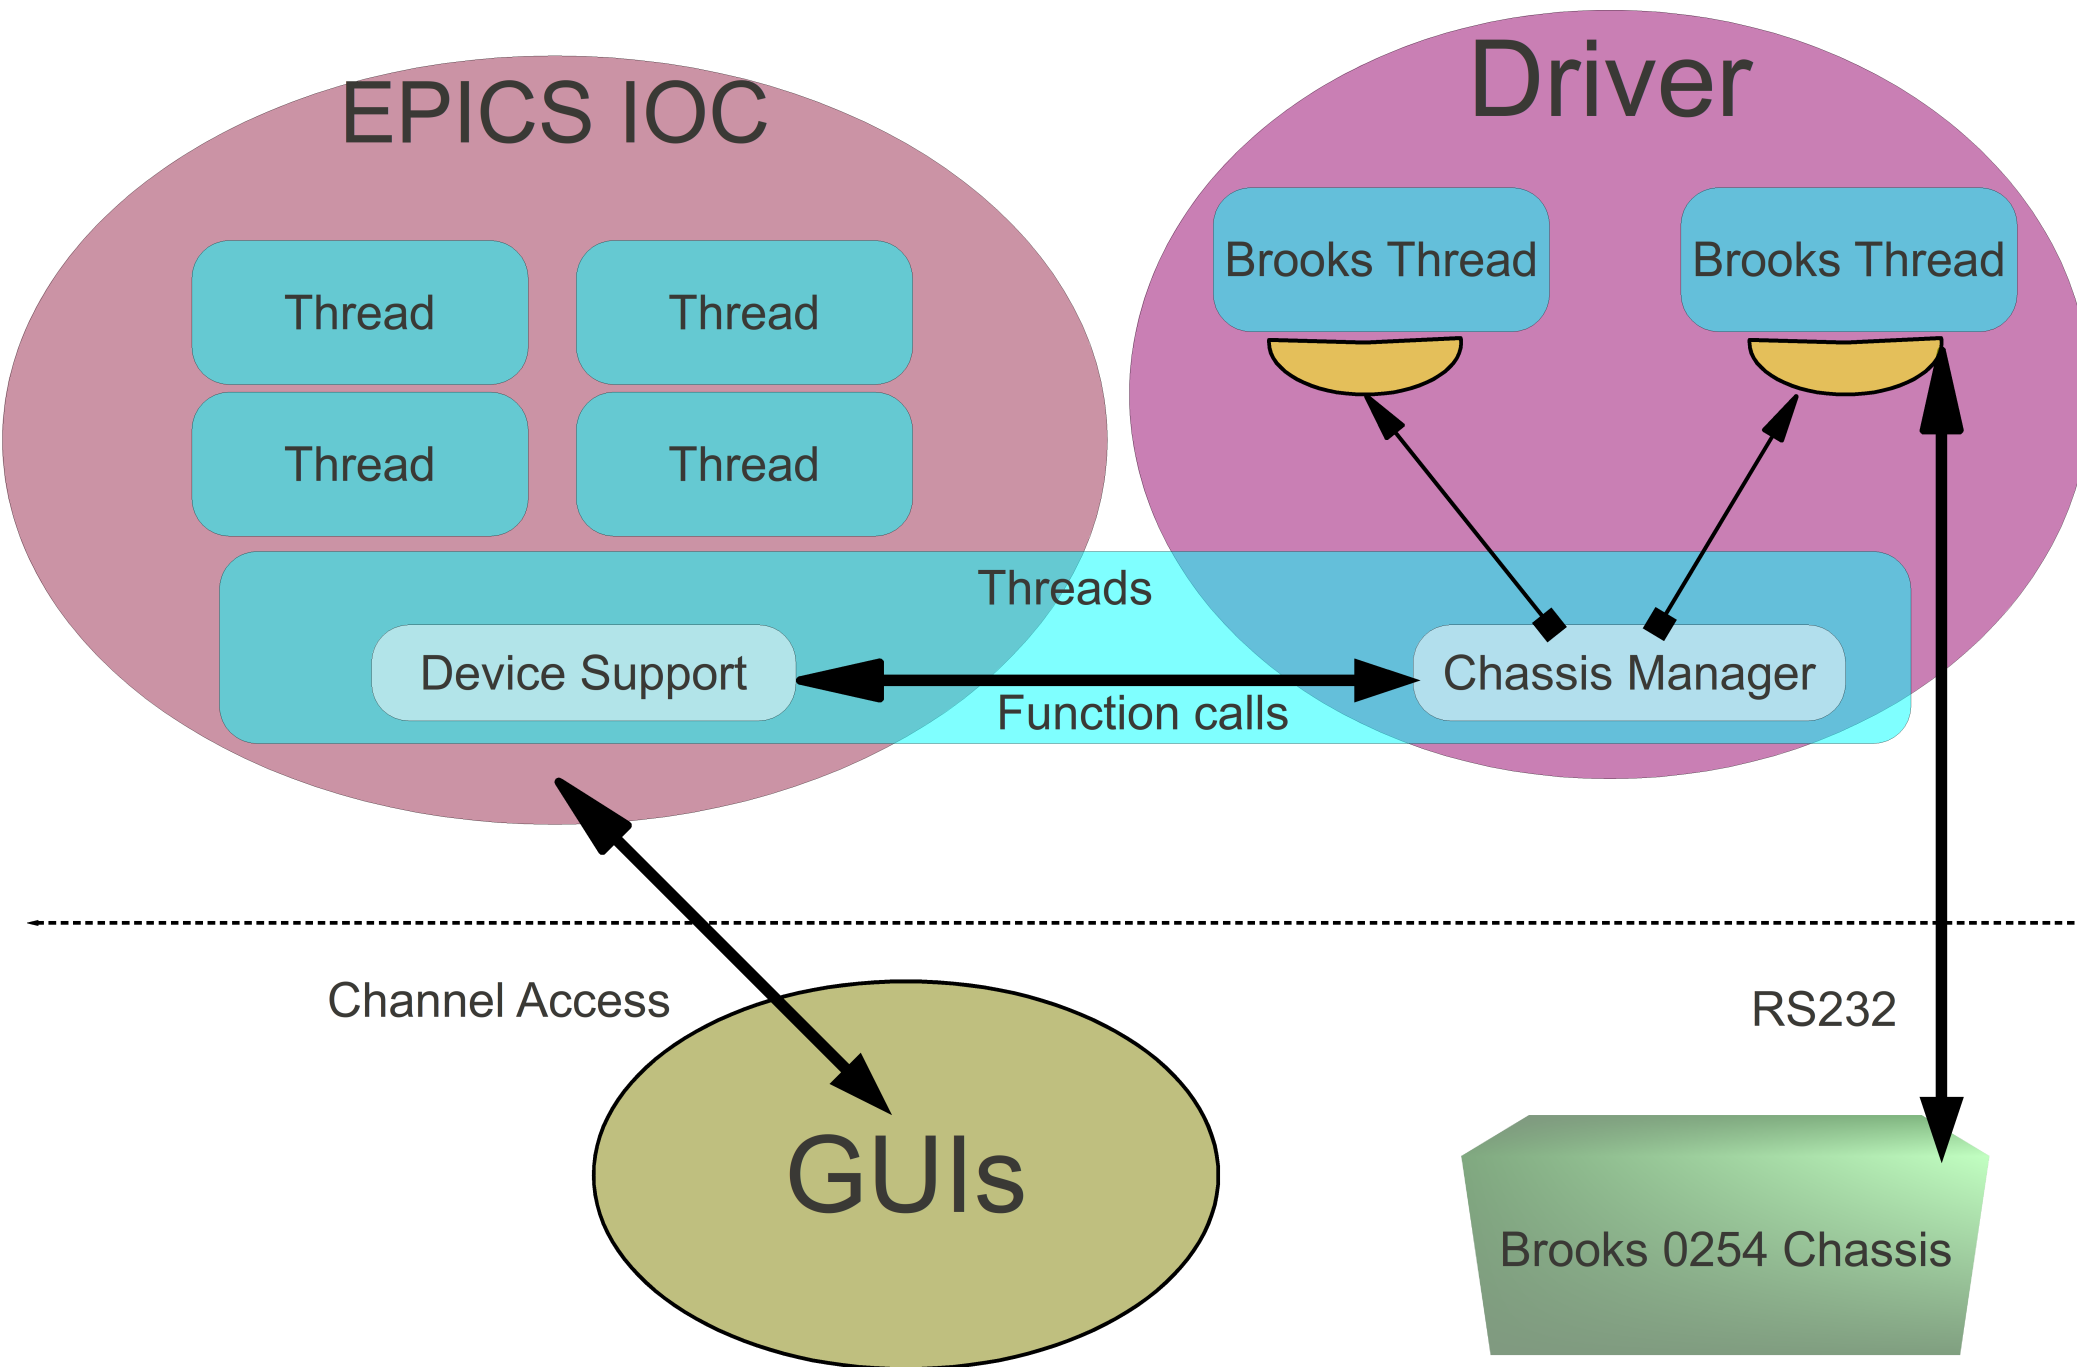 EPICS IOC
Driver
Brooks Thread
Brooks Thread
Thread
Thread
Thread
Thread
Threads
Device Support
Chassis Manager
Function calls
Channel Access
RS232
GUIs
Brooks 0254 Chassis